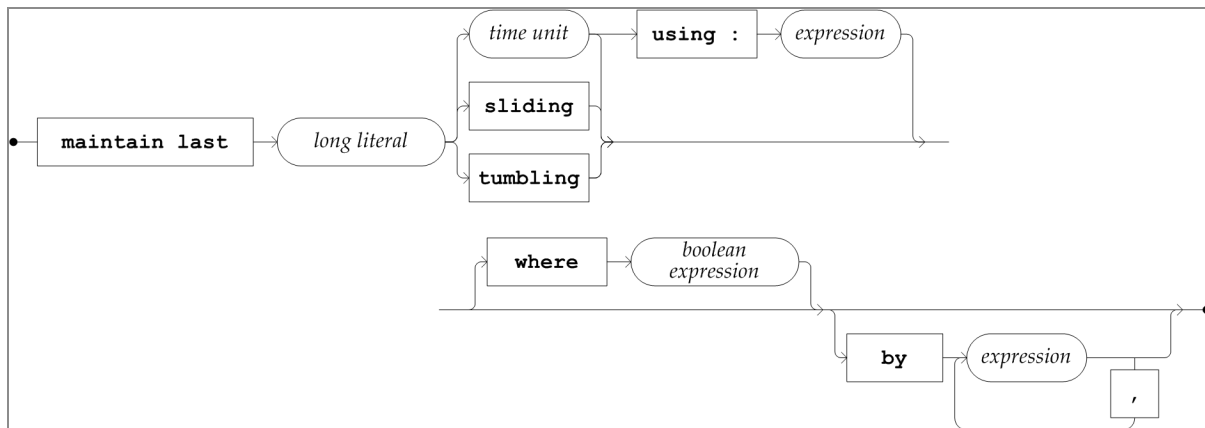 time unit using : expression
sliding
maintain last long literal
tumbling
where boolean expression
by expression
,